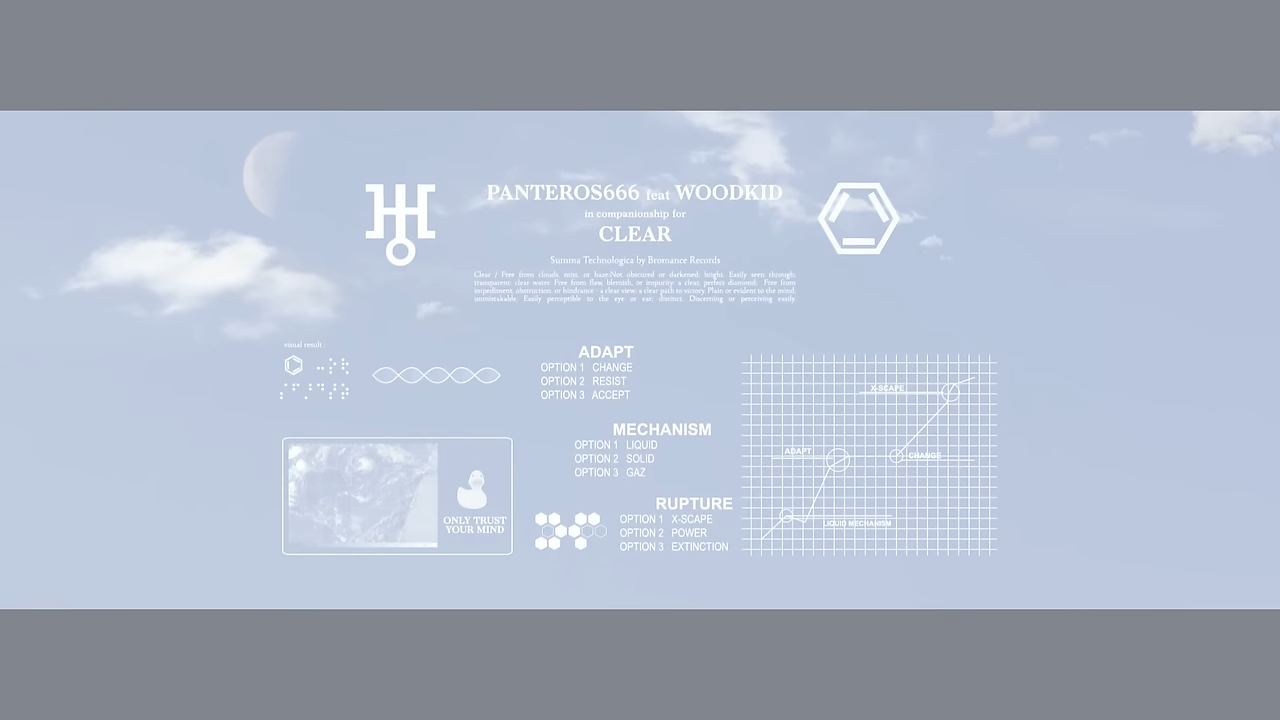 PANTEROS666 feat WOODKID
in companionship for
CLEAR
Summa Technologica by Bromance Records
Clear / Free from clouds, mist, or haze.Not obscured or darkened; bright. Easily seen through;
transparent: clear water. Free from flaw, blemish, or impurity: a clear, perfect diamond. Free from
impediment, obstruction, or hindrance - a clear view; a clear path to victory Plain or evident to the mind;
unmistakable. Easily perceptible to the eye or ear; distinct. Discerning or perceiving easily
visual result :
ADAPT
OPTION 1 CHANGE
OPTION 2 RESIST
OPTION 3 ACCEPT
MECHANISM
OPTION 1 LIQUID
OPTION 2 SOLID
OPTION 3 GAZ
RUPTURE
OPTION 1 X-SCAPE
OPTION 2 POWER
OPTION 3 EXTINCTION
ONLY TRUST
YOUR MIND
X-SCAPE
ADAPT
CHANGE
LIQUID MECHANISM